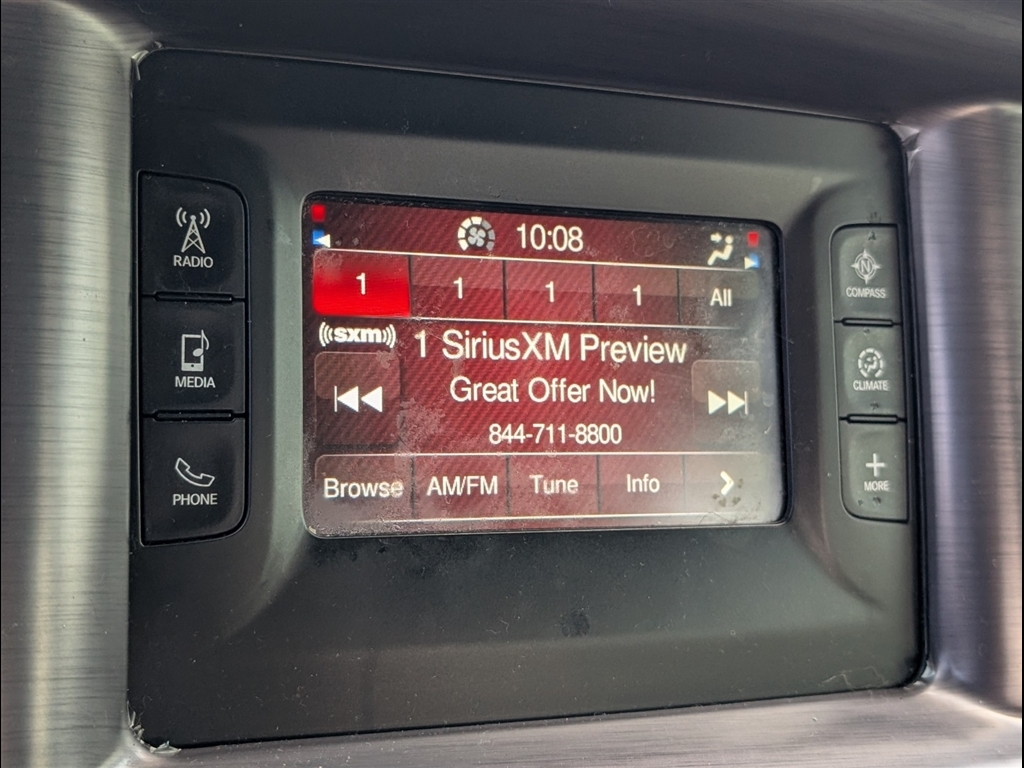 RADIO
MEDIA
PHONE
10:08
1 1 1 1 All
((sxm))
1 SiriusXM Preview
Great Offer Now!
844-711-8800
Browse AM/FM Tune Info
N
COMPASS
CLIMATE
+
MORE